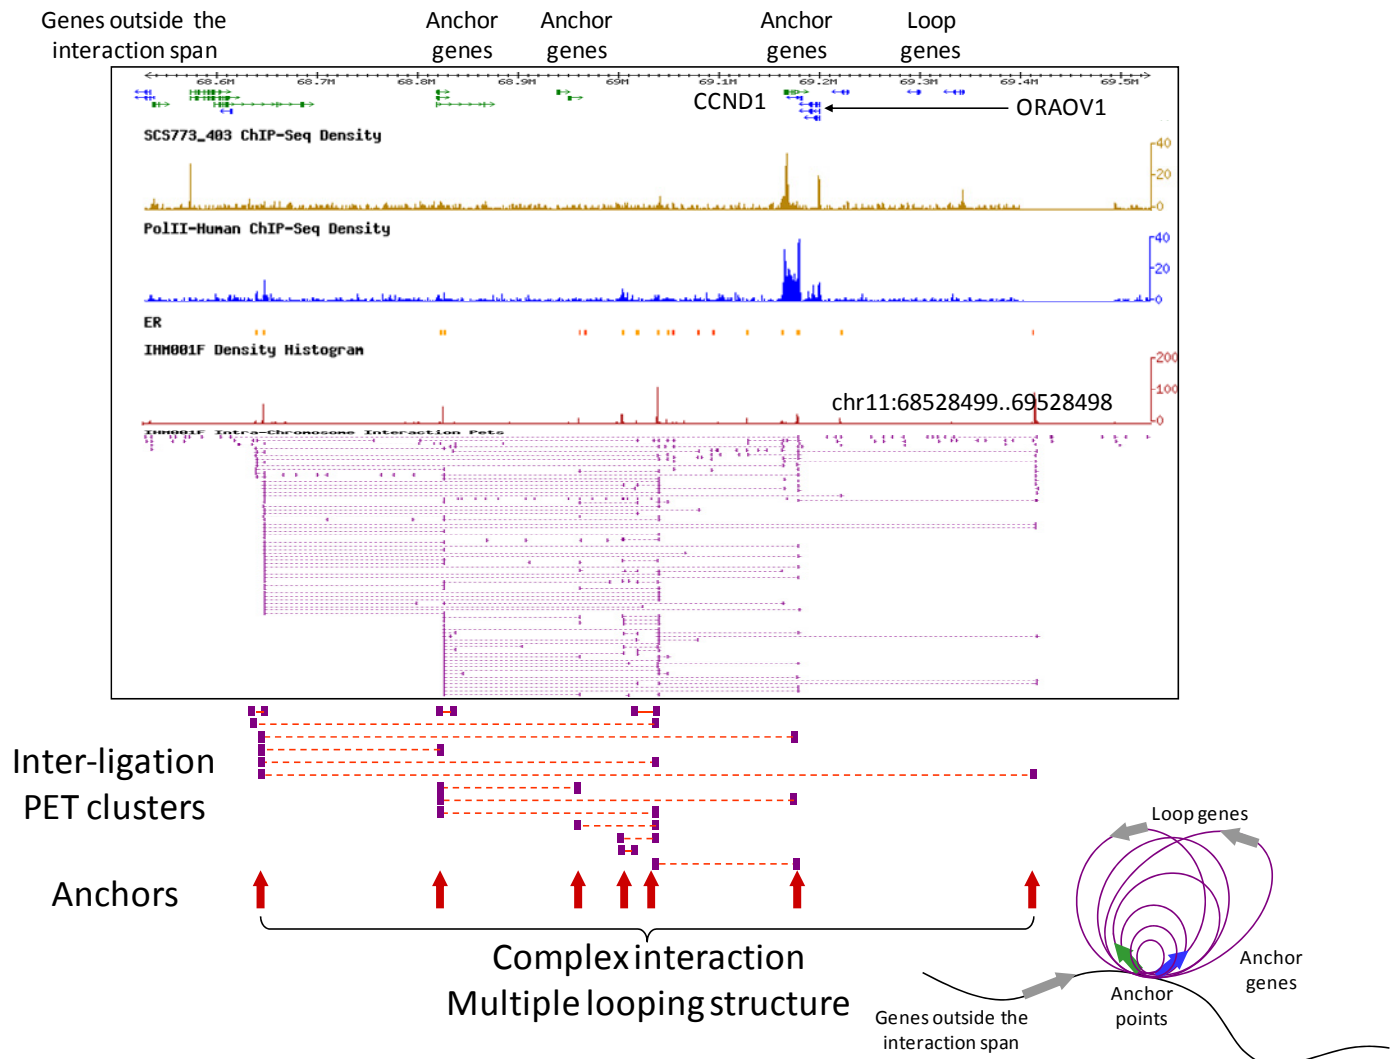 Genes outside the
interaction span
Anchor
genes
Anchor
genes
Anchor
genes
Loop
genes
68.6M 68.7M 68.8M 68.9M 69M 69.1M 69.2M 69.3M 69.4M 69.5M
CCND1
ORAOV1
SCS773_403 ChIP-Seq Density
40
20
0
PolII-Human ChIP-Seq Density
40
20
0
ER
IHM001F Density Histogram
200
100
0
chr11:68528499..69528498
IHM001F Intra-Chromosome Interaction Pets
Inter-ligation
PET clusters
Anchors
Complex interaction
Multiple looping structure
Loop genes
Anchor
genes
Anchor
points
Genes outside the
interaction span